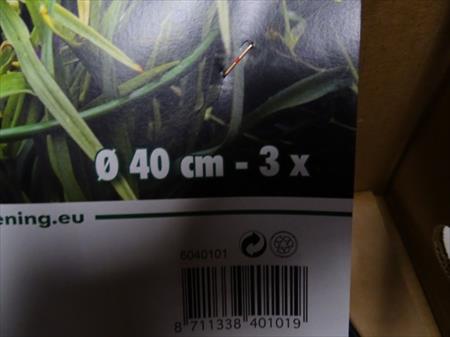 Ø 40 cm - 3 x
ening.eu
6040101
8 711338 401019